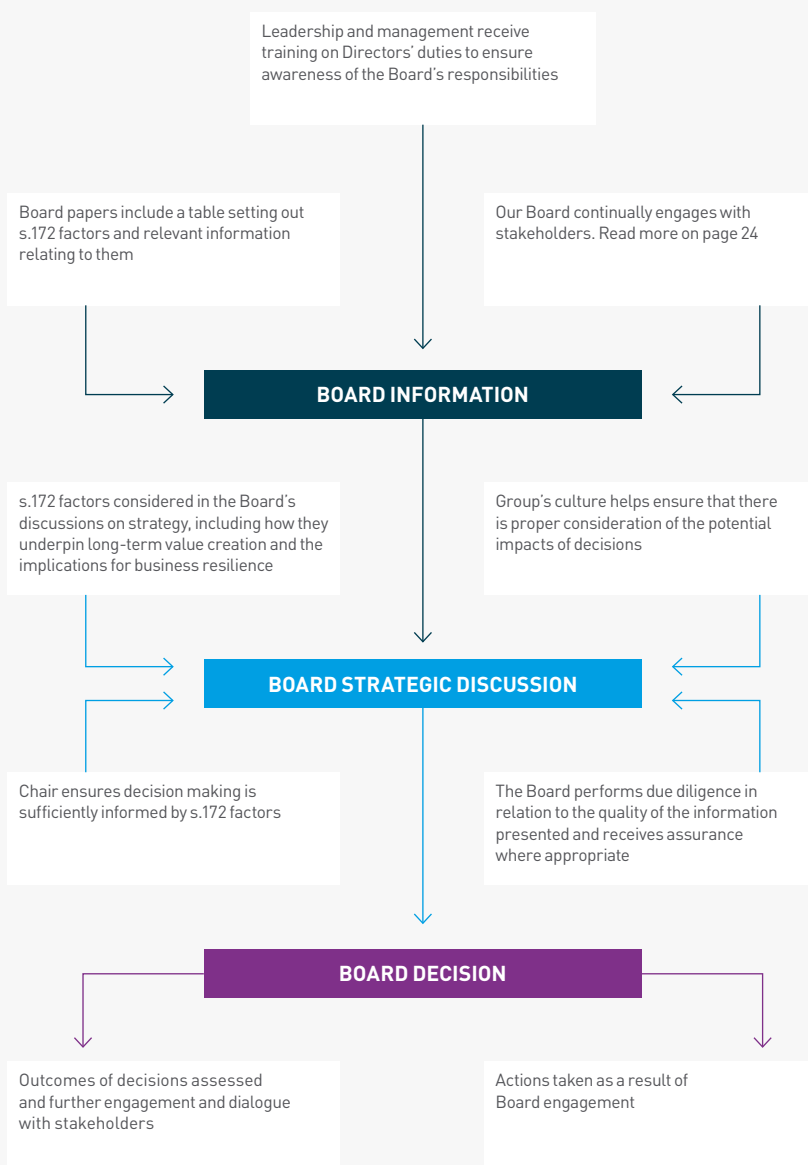 Leadership and management receive
training on Directors’ duties to ensure
awareness of the Board’s responsibilities
Board papers include a table setting out
s.172 factors and relevant information
relating to them
Our Board continually engages with
stakeholders. Read more on page 24
BOARD INFORMATION
s.172 factors considered in the Board’s
discussions on strategy, including how they
underpin long-term value creation and the
implications for business resilience
Group’s culture helps ensure that there
is proper consideration of the potential
impacts of decisions
BOARD STRATEGIC DISCUSSION
Chair ensures decision making is
sufficiently informed by s.172 factors
The Board performs due diligence in
relation to the quality of the information
presented and receives assurance
where appropriate
BOARD DECISION
Outcomes of decisions assessed
and further engagement and dialogue
with stakeholders
Actions taken as a result of
Board engagement